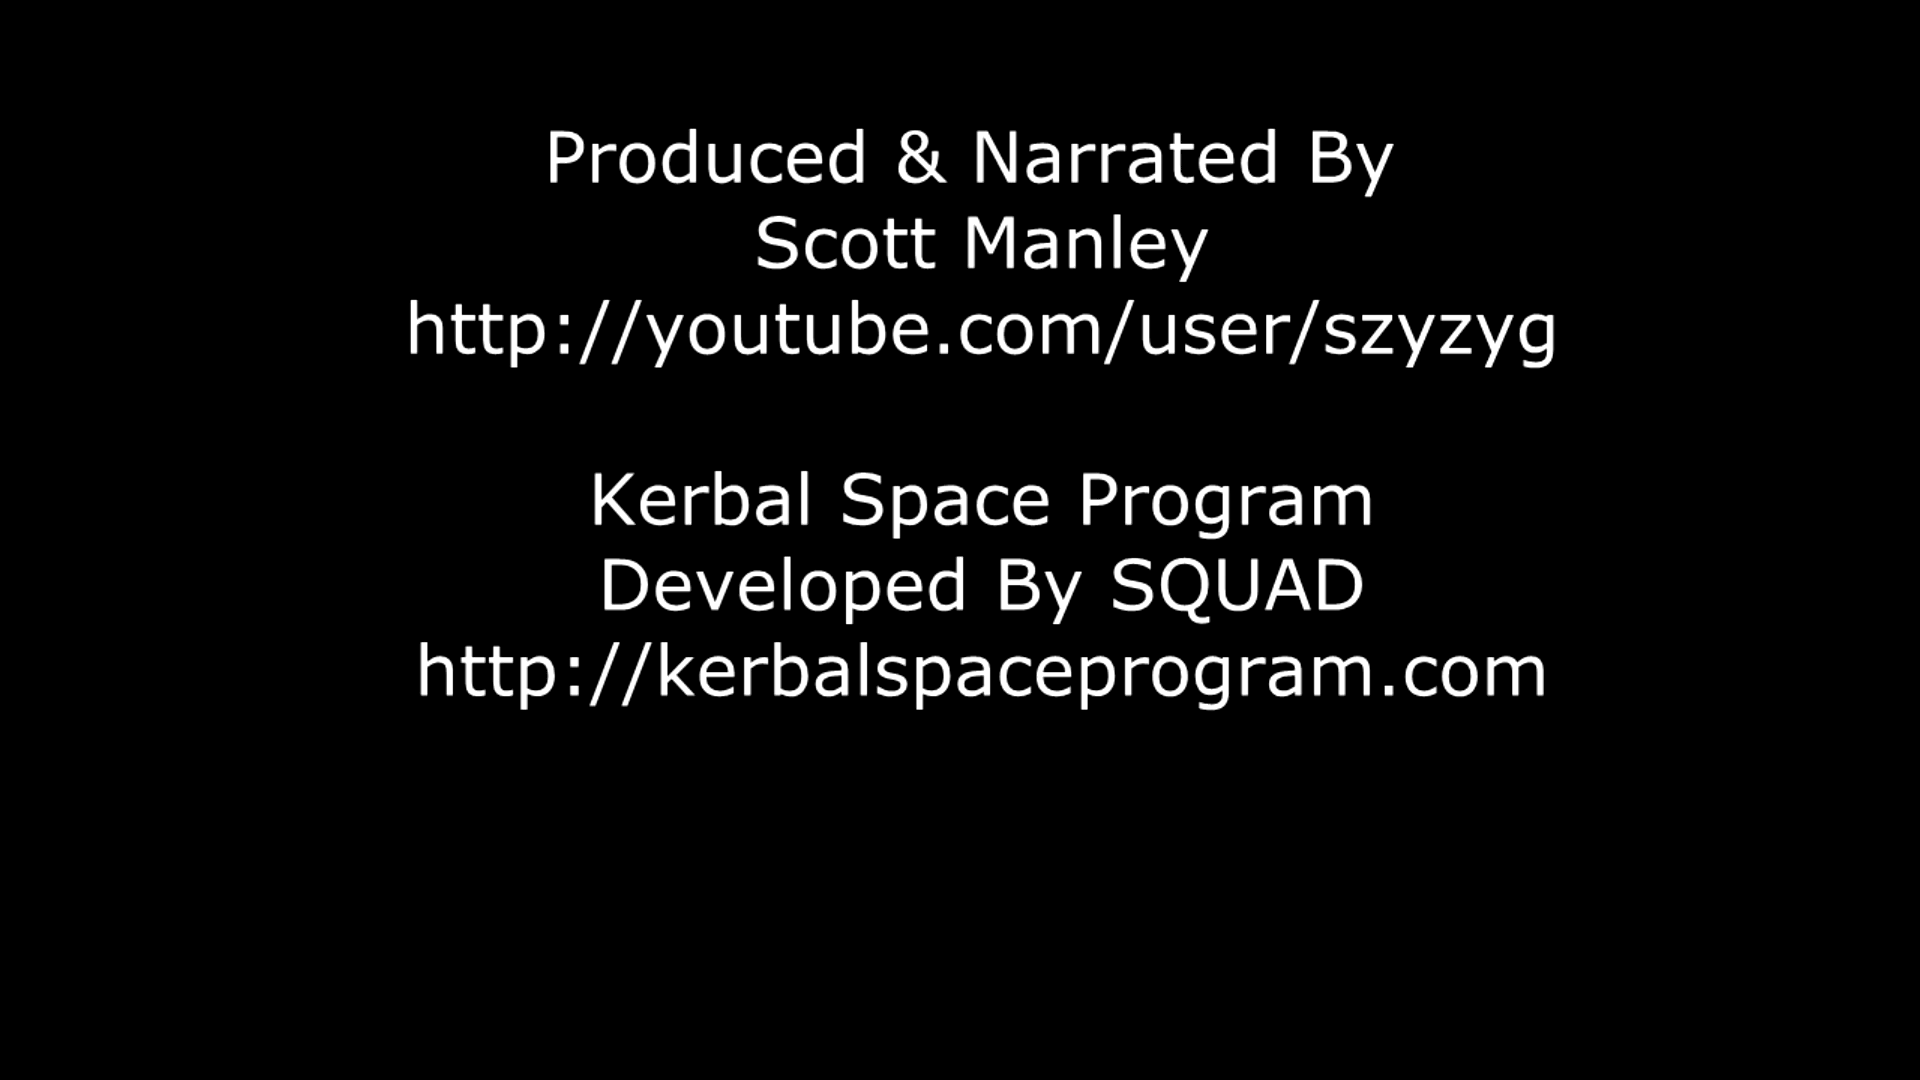 Produced & Narrated By
Scott Manley
http://youtube.com/user/szyzyg
Kerbal Space Program
Developed By SQUAD
http://kerbalspaceprogram.com